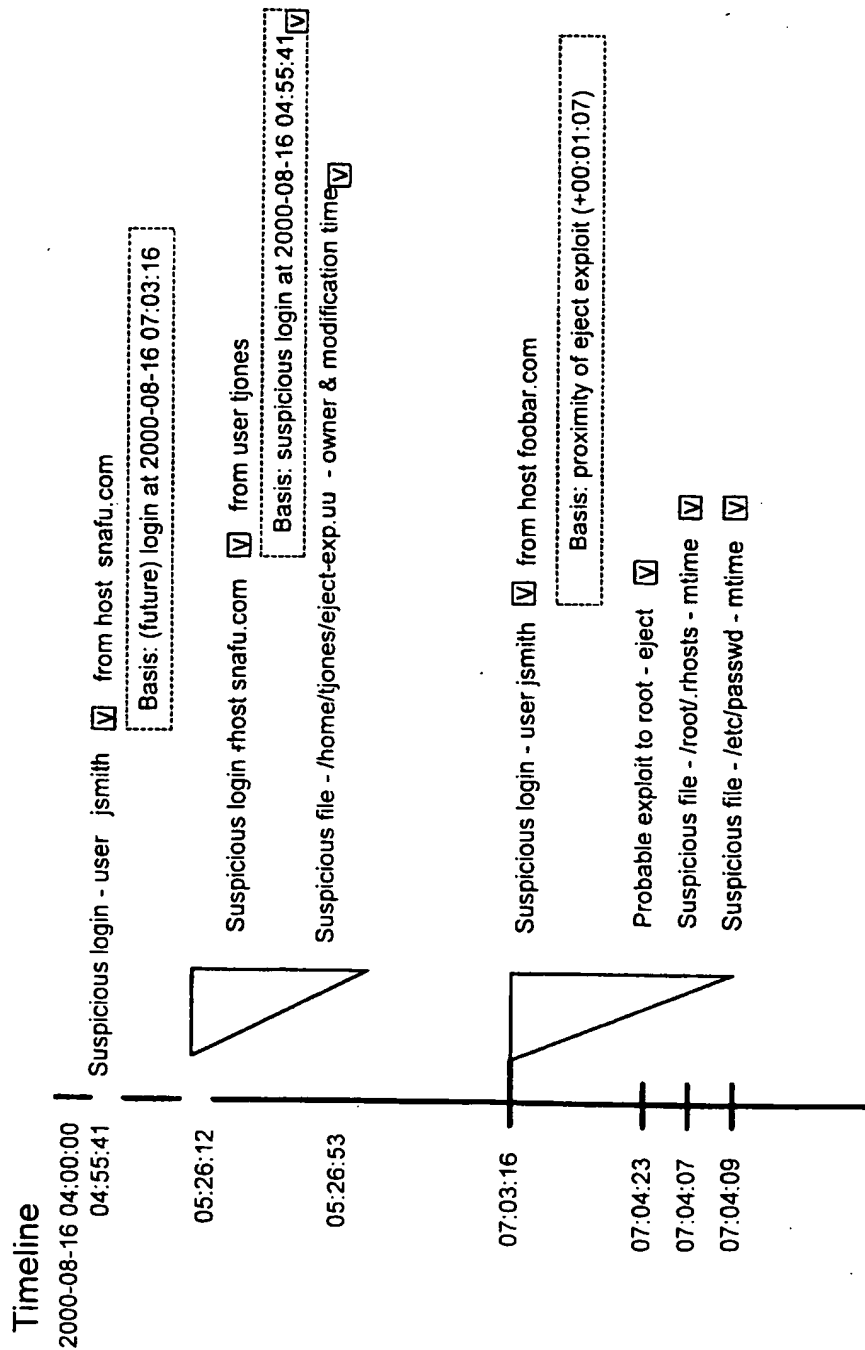 Timeline
2000-08-16 04:00:00
04:55:41 Suspicious login - user jsmith V from host snafu.com
Basis: (future) login at 2000-08-16 07:03:16
05:26:12 Suspicious login rhost snafu.com V from user tjones
Basis: suspicious login at 2000-08-16 04:55:41 V
05:26:53 Suspicious file - /home/tjones/eject-exp.uu - owner & modification time V
07:03:16 Suspicious login - user jsmith V from host foobar.com
Basis: proximity of eject exploit (+00:01:07)
07:04:23 Probable exploit to root - eject V
07:04:07 Suspicious file - /root/.rhosts - mtime V
07:04:09 Suspicious file - /etc/passwd - mtime V